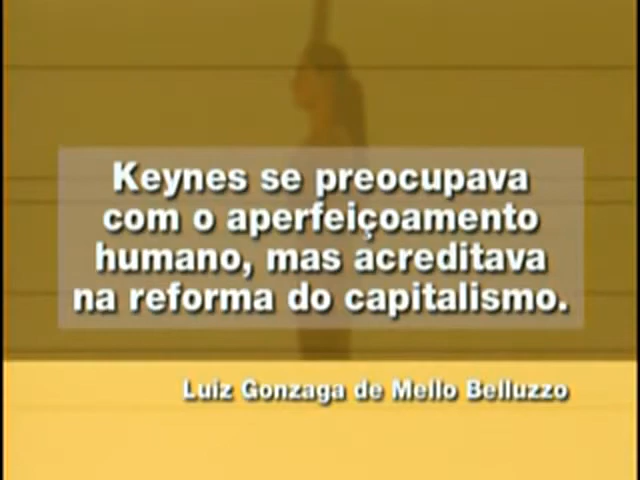 Keynes se preocupava
com o aperfeiçoamento
humano, mas acreditava
na reforma do capitalismo.
Luiz Gonzaga de Mello Belluzzo